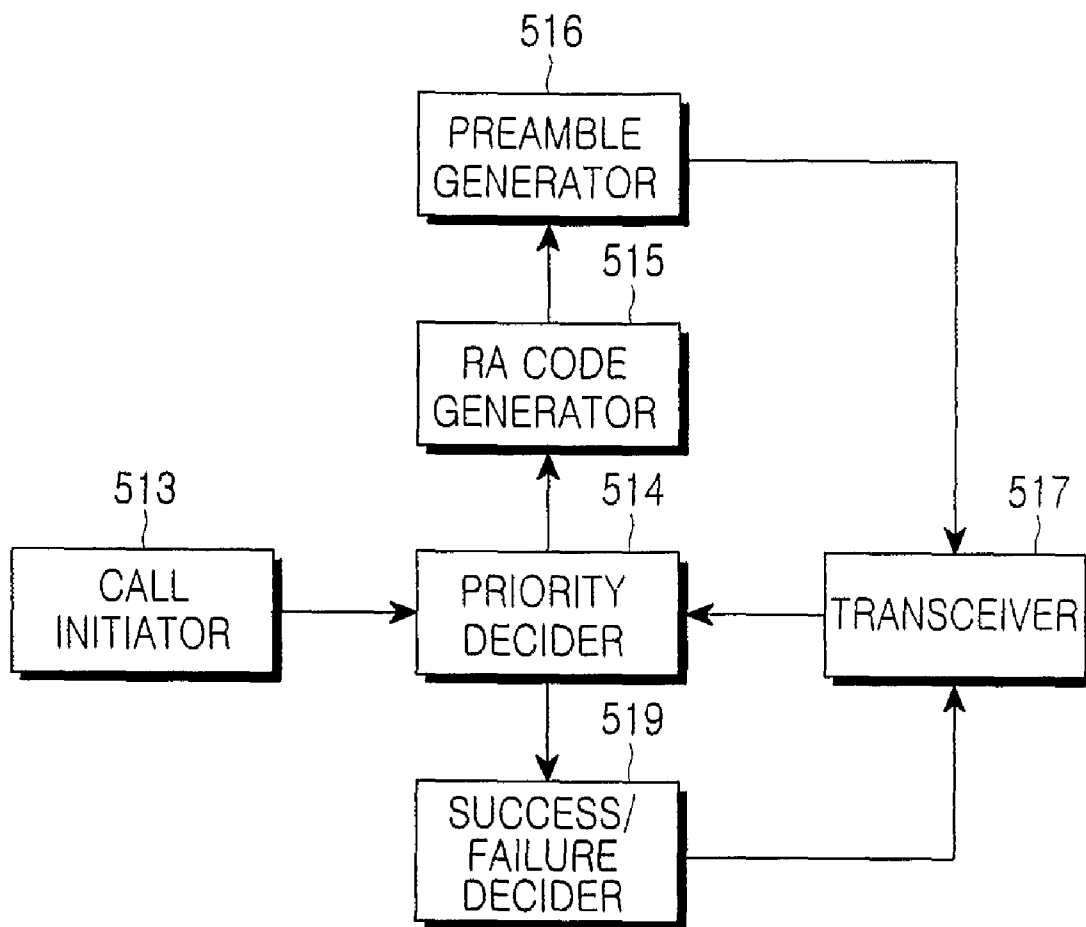 516
PREAMBLE
GENERATOR
515
RA CODE
GENERATOR
513
514
517
CALL
INITIATOR
PRIORITY
DECIDER
TRANSCEIVER
519
SUCCESS/
FAILURE
DECIDER